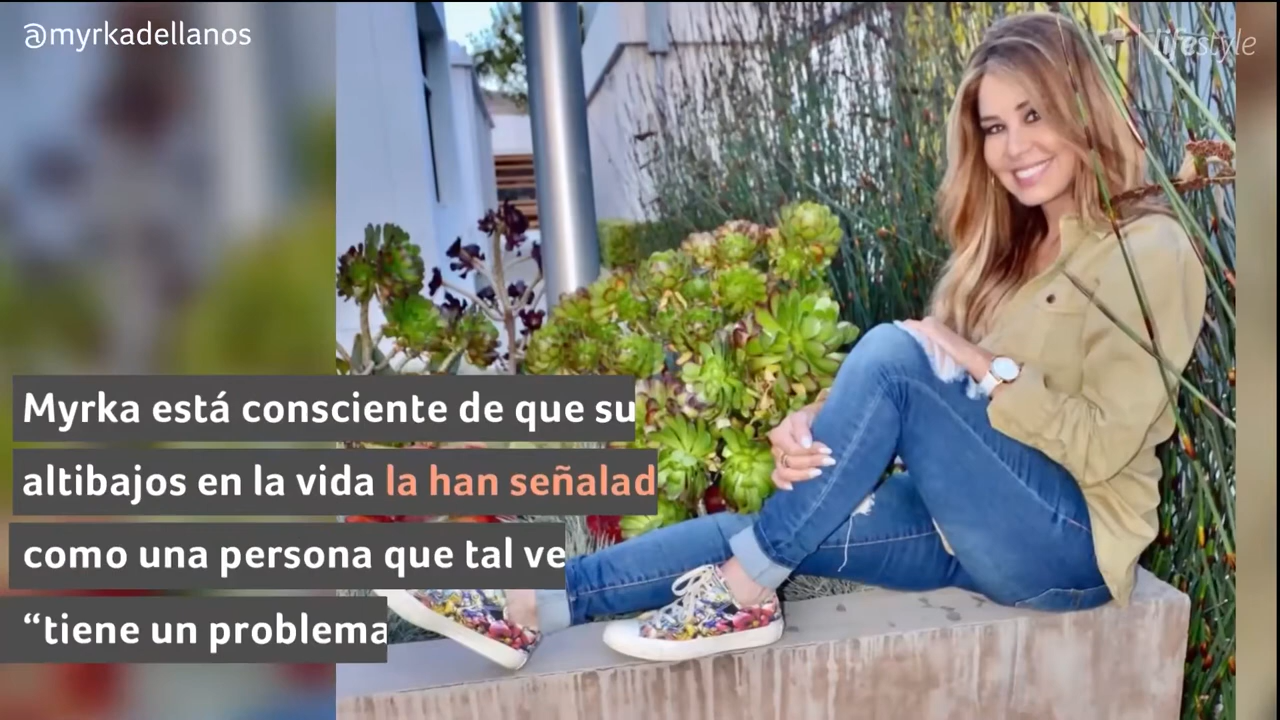 @myrkadellanos
lifestyle
Myrka está consciente de que su
altibajos en la vida la han señalad
como una persona que tal ve
“tiene un problema